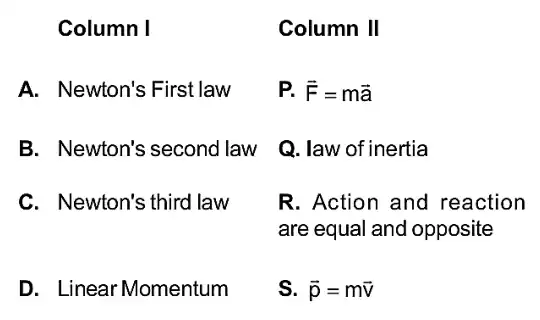 Column I Column II
A. Newton's First law P. F⃗ = ma⃗
B. Newton's second law Q. law of inertia
C. Newton's third law R. Action and reaction
are equal and opposite
D. Linear Momentum S. p⃗ = mv⃗